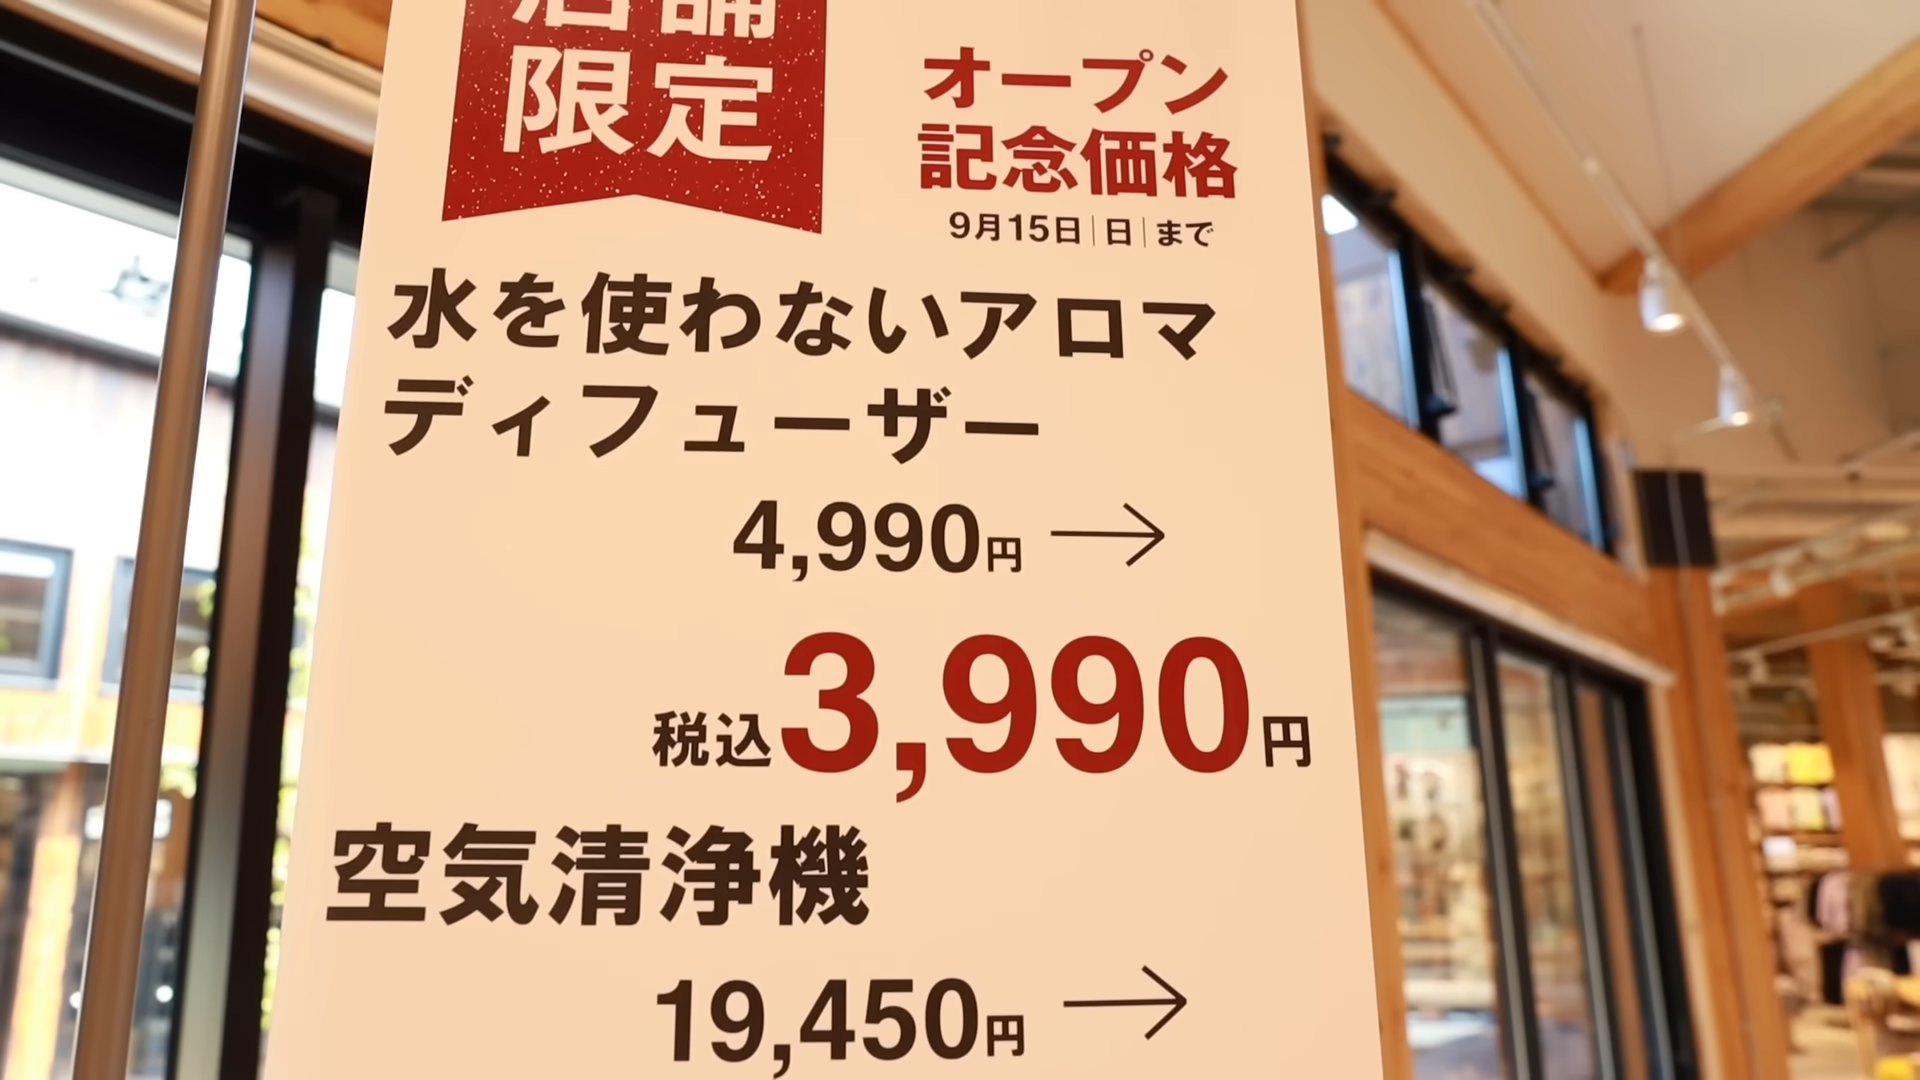 店舗
限定
オープン
記念価格
9月15日|日|まで
水を使わないアロマ
ディフューザー
4,990円→
税込3,990円
空気清浄機
19,450円→